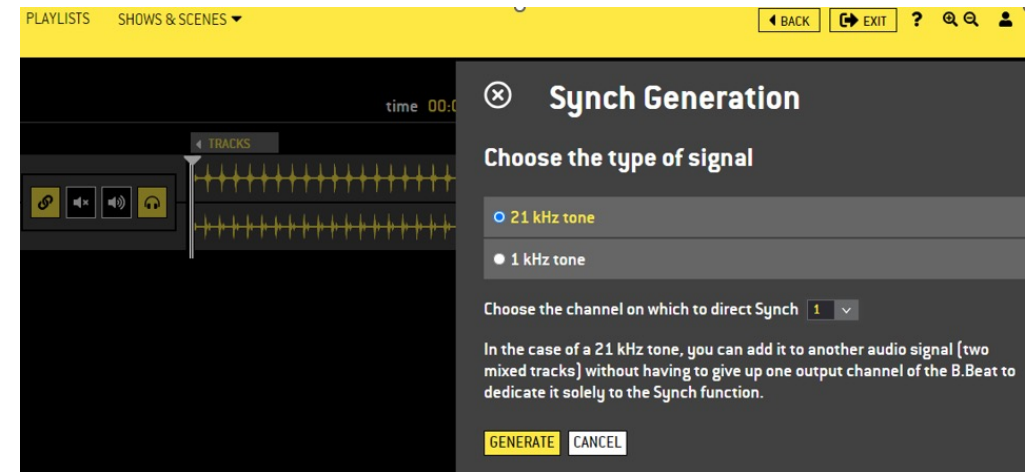 PLAYLISTS SHOWS & SCENES
BACK EXIT ?
time 00:0
TRACKS
Synch Generation
Choose the type of signal
21 kHz tone
1 kHz tone
Choose the channel on which to direct Synch 1
In the case of a 21 kHz tone, you can add it to another audio signal (two
mixed tracks) without having to give up one output channel of the B.Beat to
dedicate it solely to the Synch function.
GENERATE CANCEL